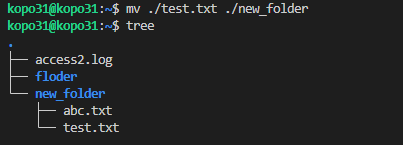 kopo31@kopo31:~$ mv ./test.txt ./new_folder
kopo31@kopo31:~$ tree
.
├── access2.log
├── floder
└── new_folder
    ├── abc.txt
    └── test.txt